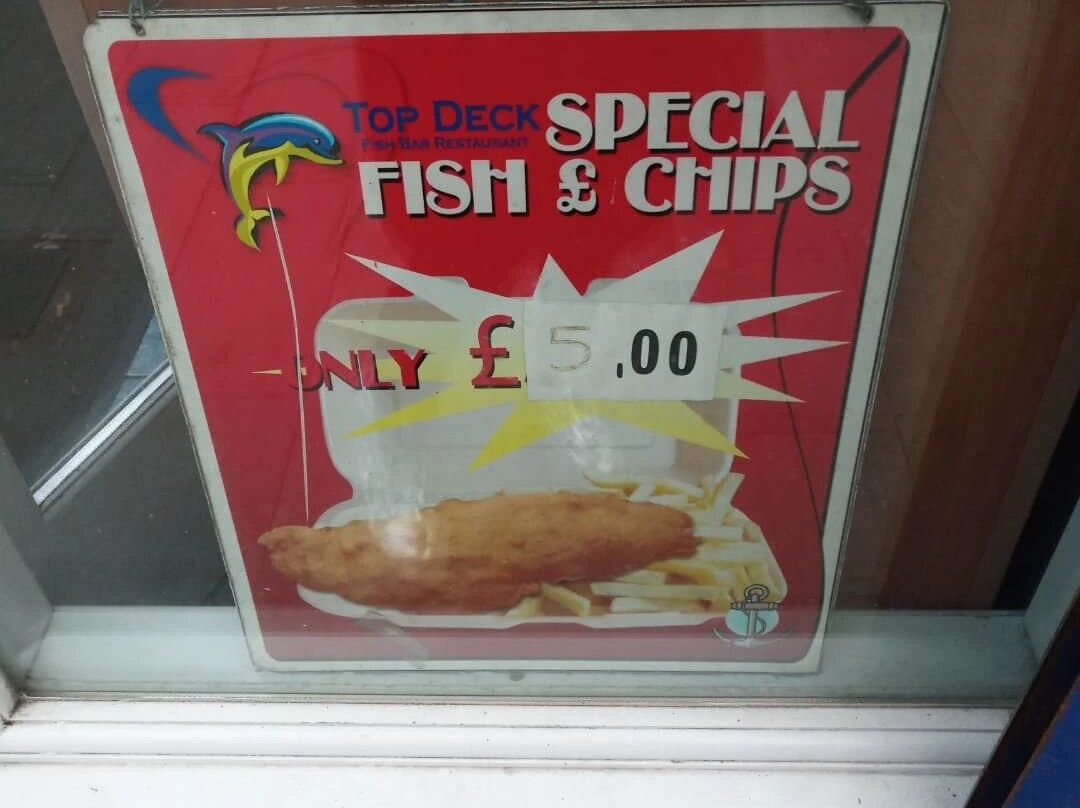 TOP DECK
FISH BAR RESTAURANT
SPECIAL
FISH £ CHIPS
ONLY £5.00